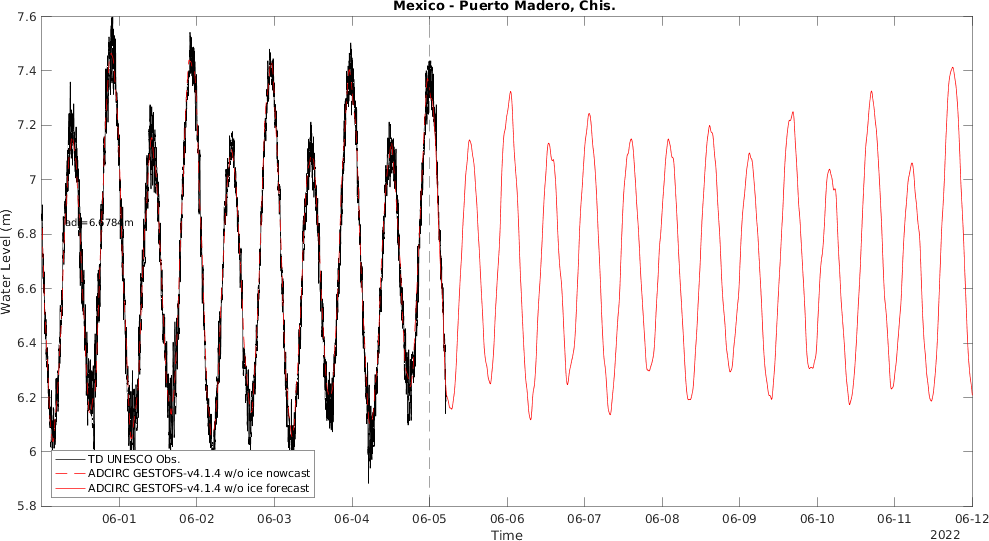 Mexico - Puerto Madero, Chis.
7.6
7.4
7.2
7
6.8
6.6
6.4
6.2
6
5.8
Water Level (m)
adj=6.6784m
TD UNESCO Obs.
ADCIRC GESTOFS-v4.1.4 w/o ice nowcast
ADCIRC GESTOFS-v4.1.4 w/o ice forecast
06-01 06-02 06-03 06-04 06-05 06-06 06-07 06-08 06-09 06-10 06-11 06-12
Time
2022